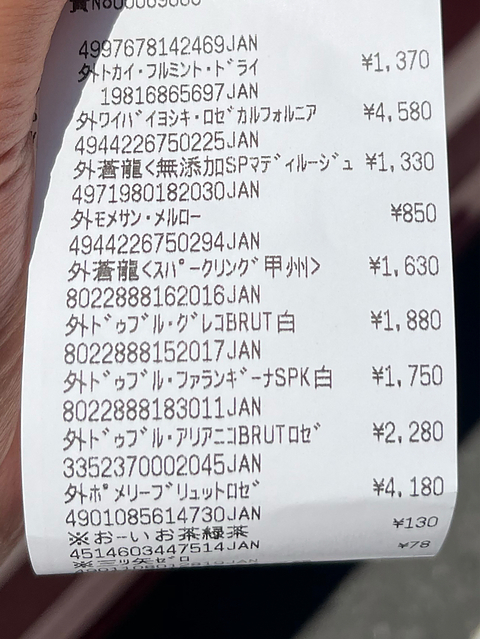 4997678142469JAN
外トカイ・フルミント・ドライ ¥1,370
19816865697JAN
外ワイバイヨシキ・ロゼカルフォルニア ¥4,580
4944226750225JAN
外蒼龍<無添加SPマディルージュ ¥1,330
4971980182030JAN
外モメサン・メルロー ¥850
4944226750294JAN
外蒼龍<スパークリング甲州> ¥1,630
8022888162016JAN
外ドゥブル・グレコBRUT白 ¥1,880
8022888152017JAN
外ドゥブル・ファランギーナSPK白 ¥1,750
8022888183011JAN
外ドゥブル・アリアニコBRUTロゼ ¥2,280
3352370002045JAN
外ポメリーブリュットロゼ ¥4,180
4901085614730JAN
※おーいお茶緑茶 ¥130
4514603447514JAN
※三ツ矢ゼロ ¥78